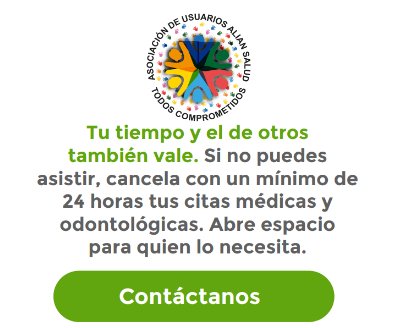 ASOCIACIÓN DE USUARIOS ALIAN SALUD
TODOS COMPROMETIDOS
Tu tiempo y el de otros
también vale. Si no puedes
asistir, cancela con un mínimo de
24 horas tus citas médicas y
odontológicas. Abre espacio
para quien lo necesita.
Contáctanos